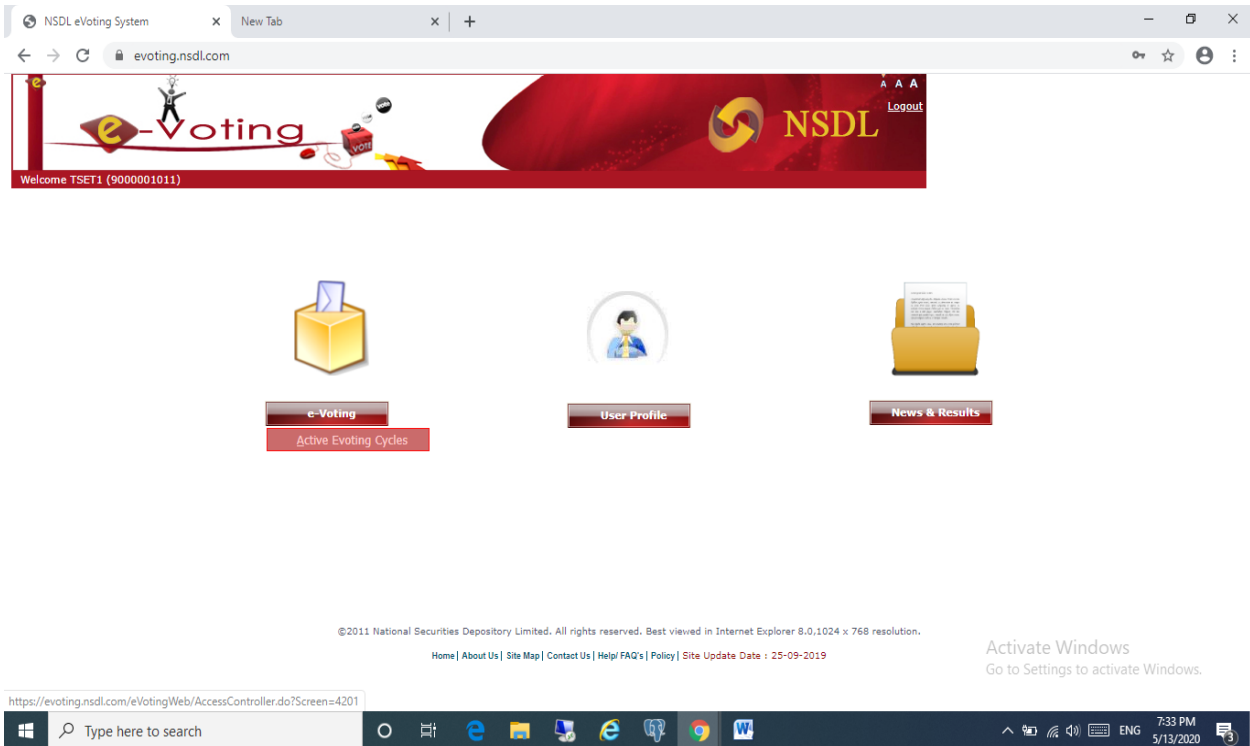 NSDL eVoting System
New Tab
evoting.nsdl.com
e-Voting
VOTE
VOTE
NSDL
A A A
Logout
Welcome TSET1 (9000001011)
e-Voting
User Profile
News & Results
Active Evoting Cycles
©2011 National Securities Depository Limited. All rights reserved. Best viewed in Internet Explorer 8.0,1024 x 768 resolution.
Home| About Us| Site Map| Contact Us| Help/ FAQ's| Policy| Site Update Date : 25-09-2019
Activate Windows
Go to Settings to activate Windows.
https://evoting.nsdl.com/eVotingWeb/AccessController.do?Screen=4201
Type here to search
ENG
7:33 PM
5/13/2020
3